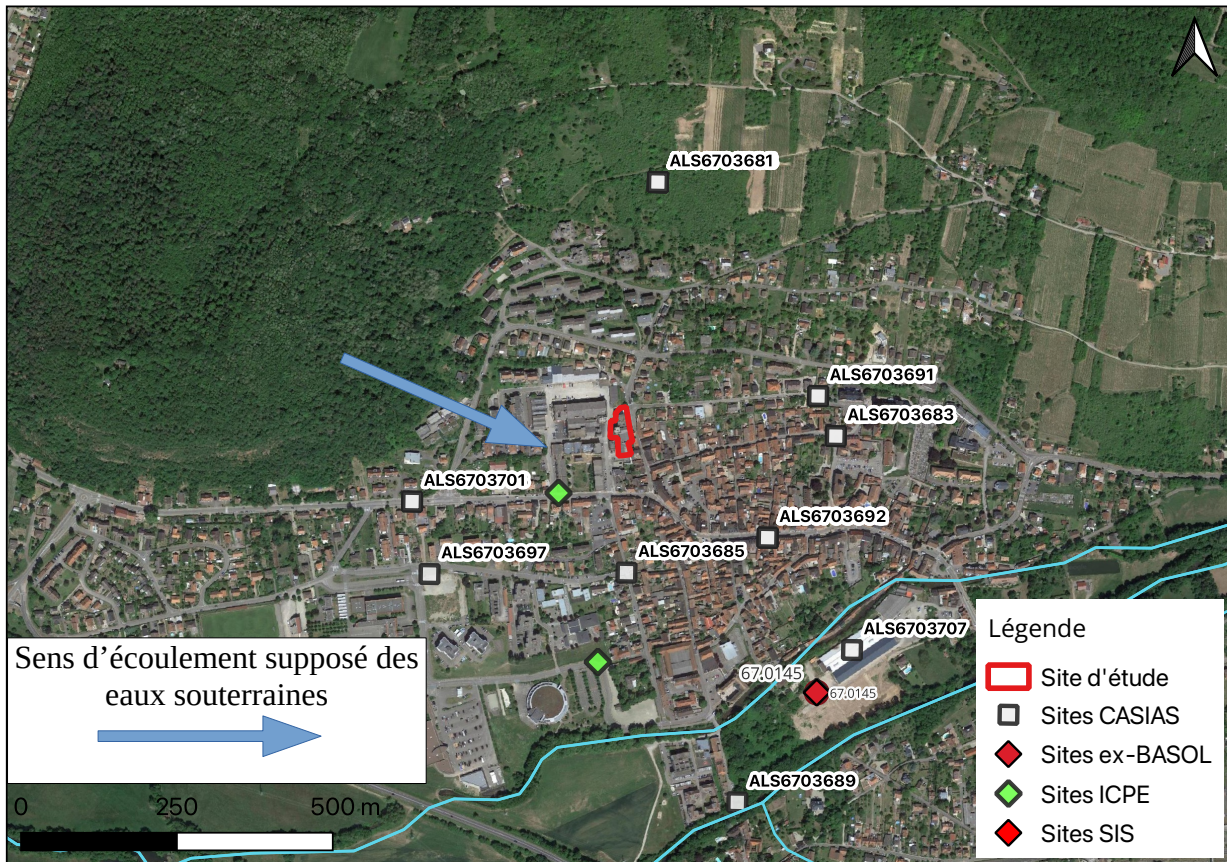 ALS6703681
ALS6703691
ALS6703683
ALS6703701
ALS6703692
ALS6703697
ALS6703685
ALS6703707
67.0145
67.0145
ALS6703689
Sens d’écoulement supposé des
eaux souterraines
0 250 500 m
Légende
Site d'étude
Sites CASIAS
Sites ex-BASOL
Sites ICPE
Sites SIS